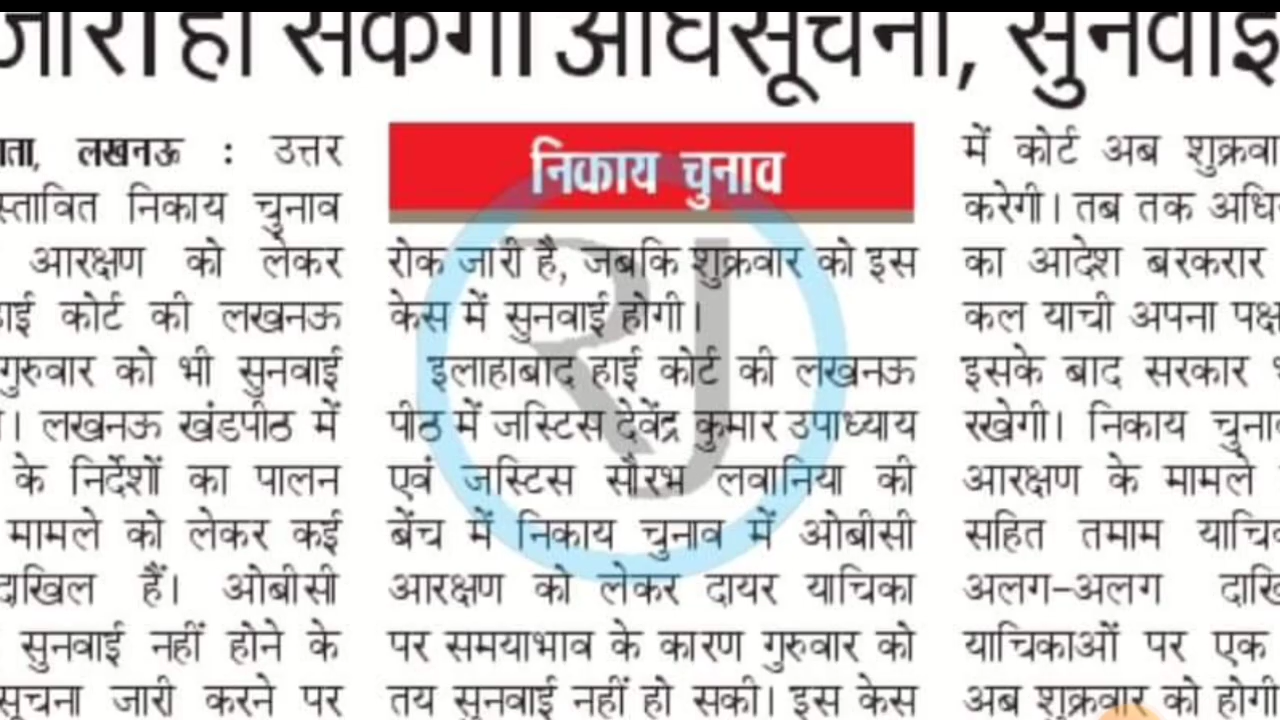 जारी हो सकेगी अधिसूचना, सुनवाई
लखनऊ : उत्तर
निकाय चुनाव
आरक्षण को लेकर
कोर्ट की लखनऊ
गुरुवार को भी सुनवाई
। लखनऊ खंडपीठ में
के निर्देशों का पालन
मामले को लेकर कई
दाखिल हैं। ओबीसी
सुनवाई नहीं होने के
सूचना जारी करने पर
निकाय चुनाव
रोक जारी है, जबकि शुक्रवार को इस
केस में सुनवाई होगी।
इलाहाबाद हाई कोर्ट की लखनऊ
पीठ में जस्टिस देवेंद्र कुमार उपाध्याय
एवं जस्टिस सौरभ लवानिया की
बेंच में निकाय चुनाव में ओबीसी
आरक्षण को लेकर दायर याचिका
पर समयाभाव के कारण गुरुवार को
तय सुनवाई नहीं हो सकी। इस केस
में कोर्ट अब
करेगी। तब तक
का आदेश बरकरार
कल याची अपना
इसके बाद सरकार
रखेगी। निकाय
आरक्षण के मामले
सहित तमाम
अलग-अलग
याचिकाओं पर एक
अब शुक्रवार को होगी
RJ